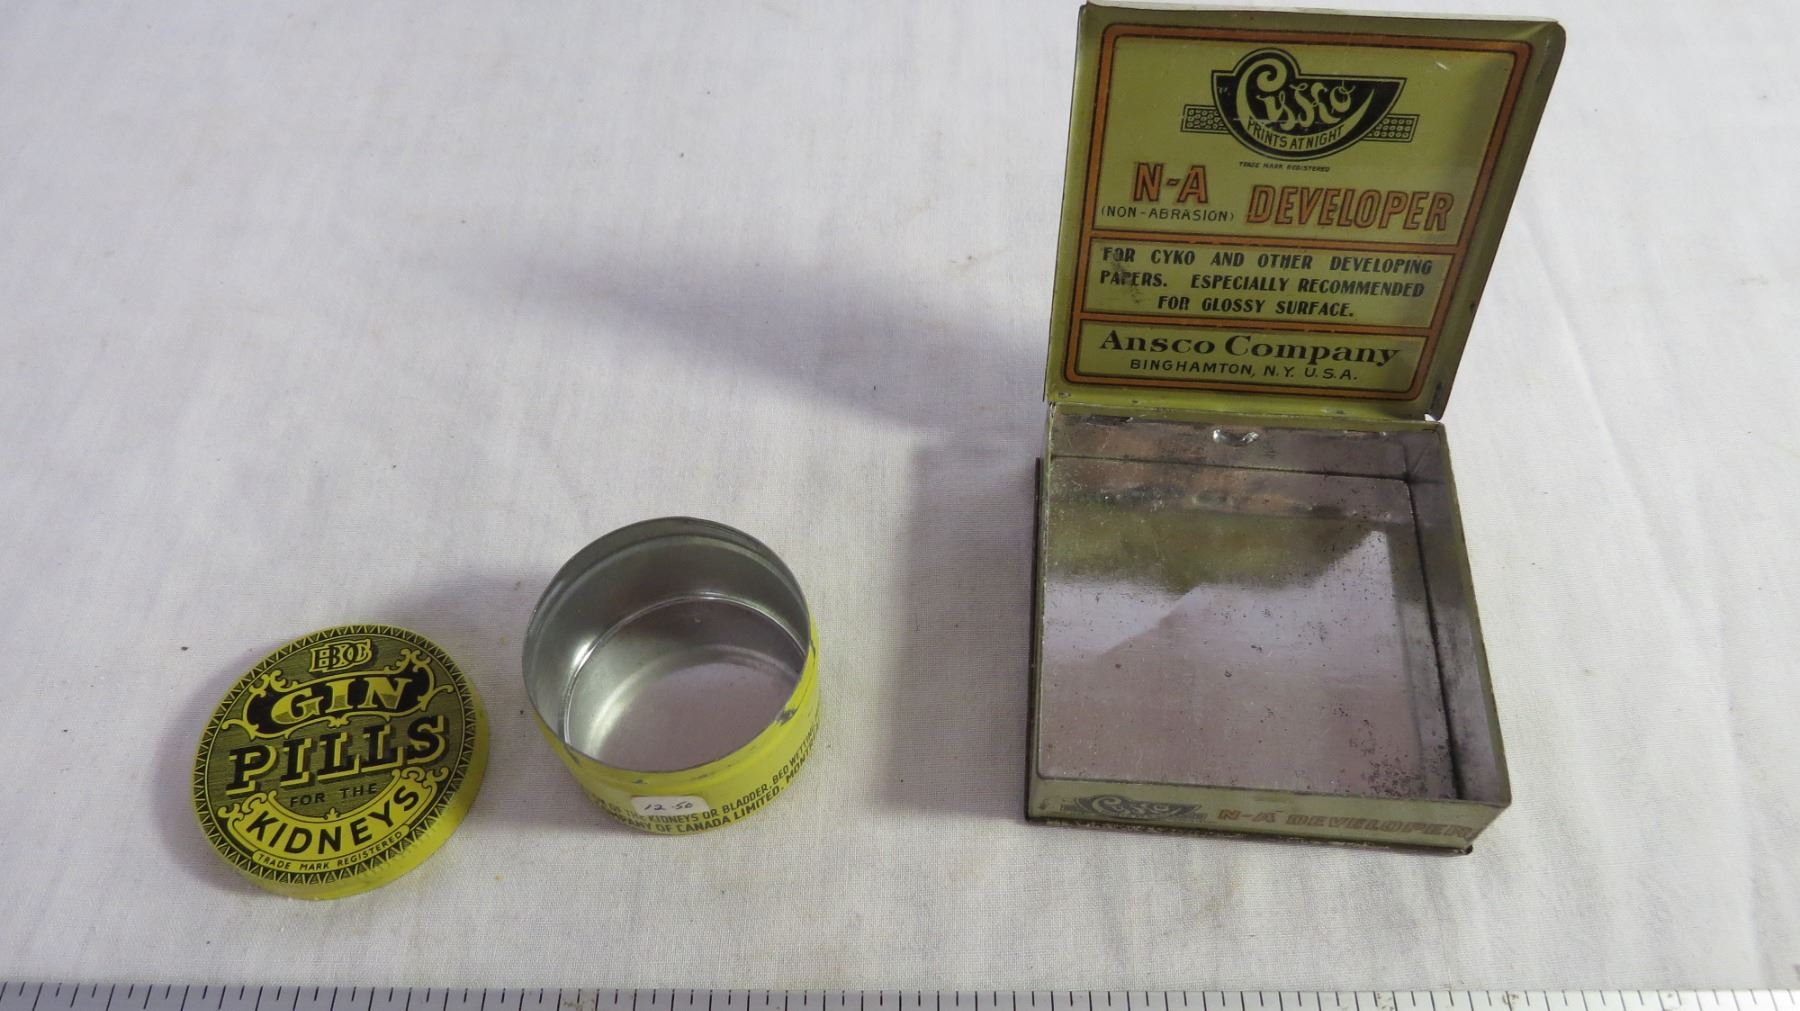 Cyko
PRINTS AT NIGHT
TRADE MARK REGISTERED
N-A DEVELOPER
(NON-ABRASION)
FOR CYKO AND OTHER DEVELOPING
PAPERS. ESPECIALLY RECOMMENDED
FOR GLOSSY SURFACE.
Ansco Company
BINGHAMTON, N.Y. U.S.A.
Cyko N-A DEVELOPER
GIN
PILLS
FOR THE
KIDNEYS
TRADE MARK REGISTERED
12.50
KIDNEYS OR BLADDER, BED WETTING
OF CANADA LIMITED.